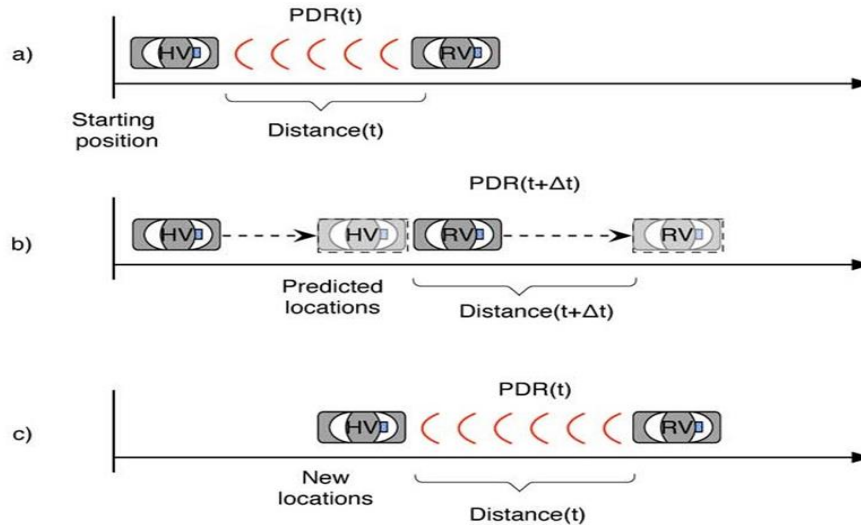 PDR(t)
a)
HV
RV
Starting
position
Distance(t)
PDR(t+Δt)
b)
HV
HV
RV
RV
Predicted
locations
Distance(t+Δt)
PDR(t)
c)
HV
RV
New
locations
Distance(t)